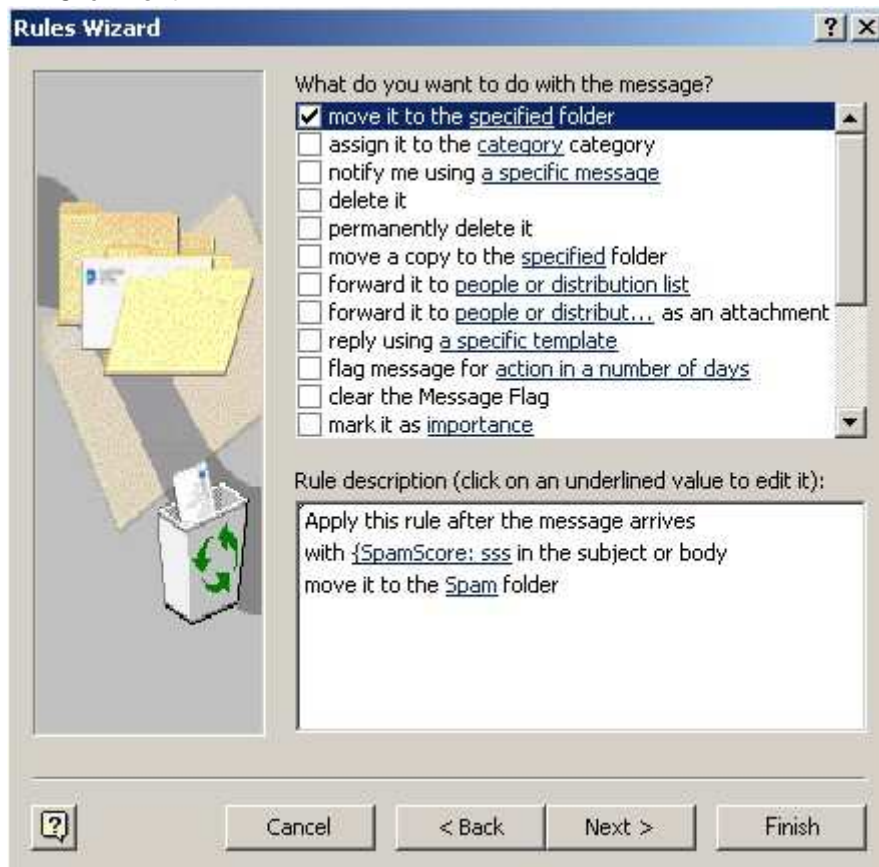 Rules Wizard
What do you want to do with the message?
move it to the specified folder
assign it to the category category
notify me using a specific message
delete it
permanently delete it
move a copy to the specified folder
forward it to people or distribution list
forward it to people or distribut... as an attachment
reply using a specific template
flag message for action in a number of days
clear the Message Flag
mark it as importance
Rule description (click on an underlined value to edit it):
Apply this rule after the message arrives
with {SpamScore: sss in the subject or body
move it to the Spam folder
Cancel < Back Next > Finish